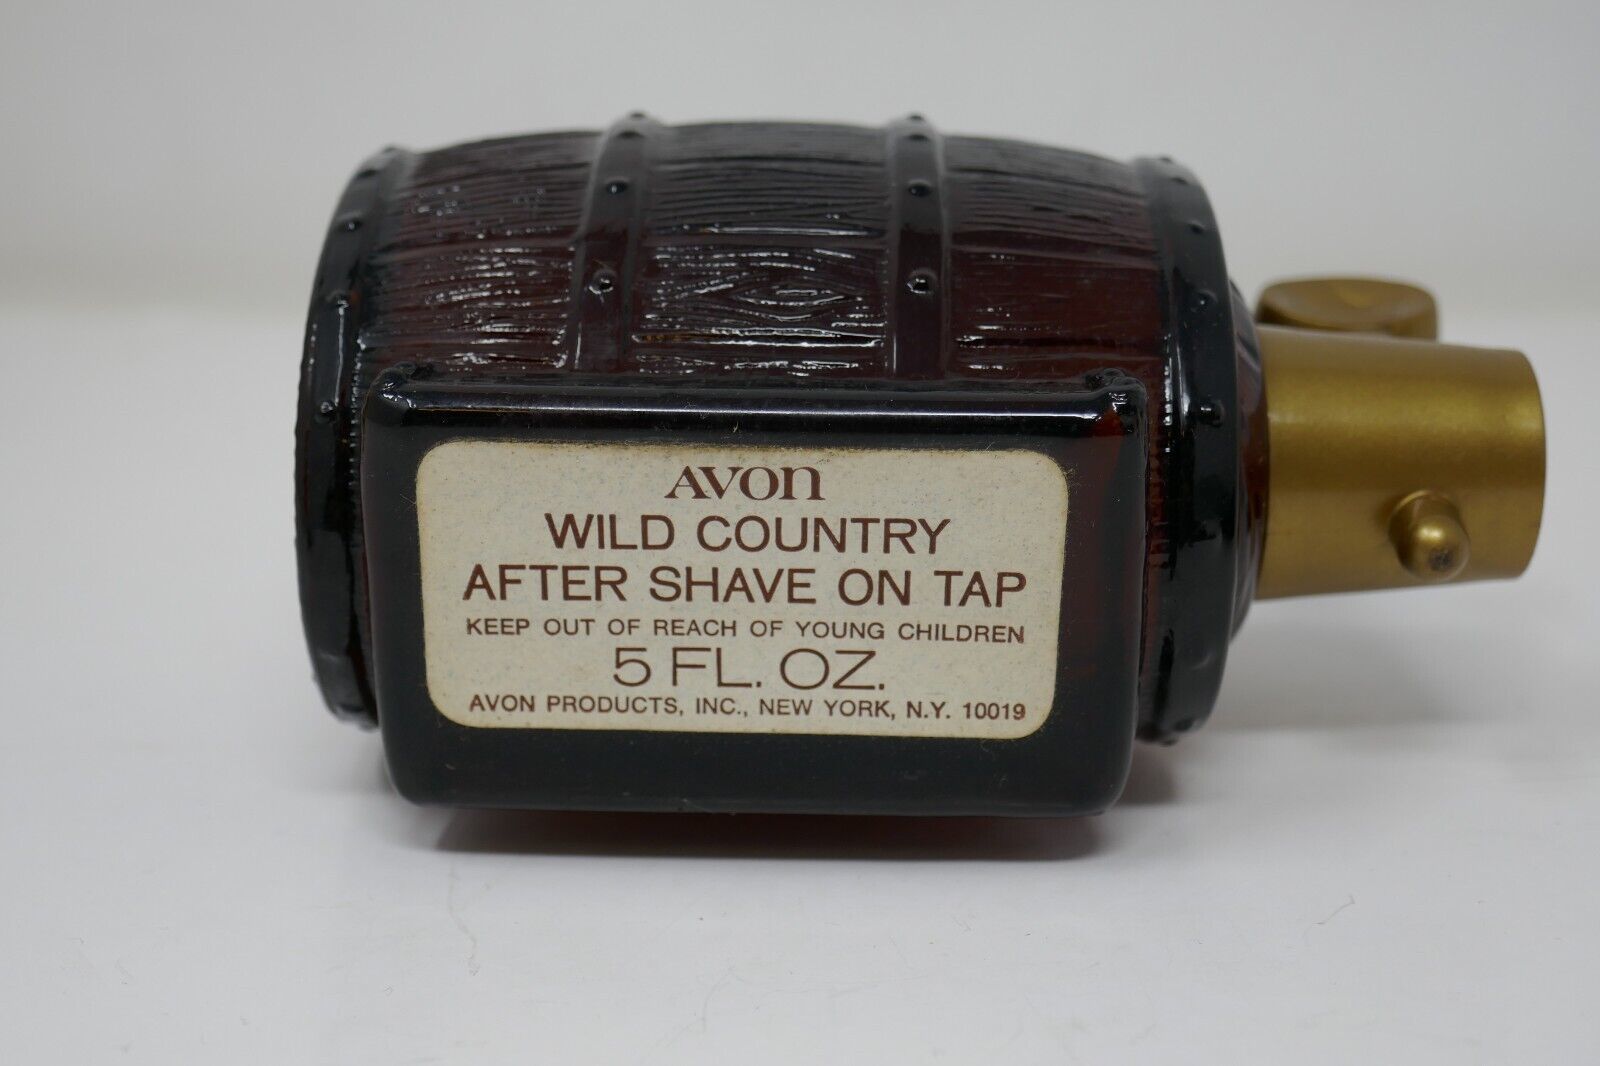 AVON
WILD COUNTRY
AFTER SHAVE ON TAP
KEEP OUT OF REACH OF YOUNG CHILDREN
5 FL. OZ.
AVON PRODUCTS, INC., NEW YORK, N.Y. 10019